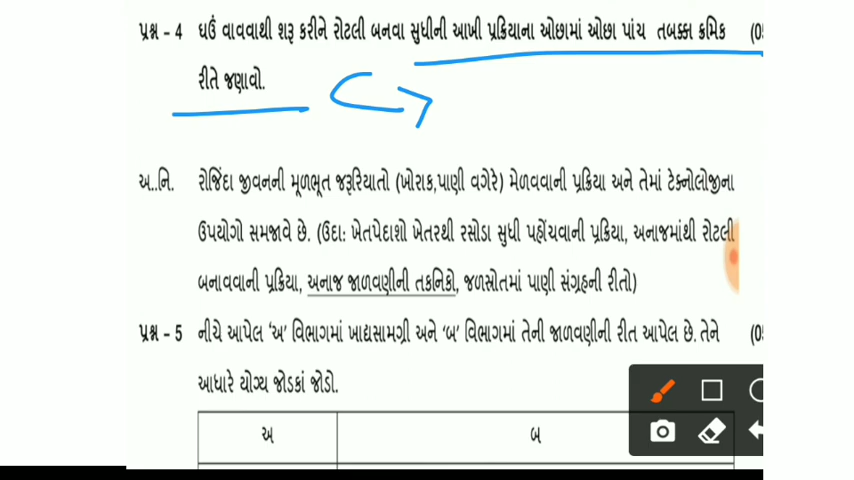 પ્રશ્ન – 4 ઘઉં વાવવાથી શરૂ કરીને રોટલી બનવા સુધીની આખી પ્રક્રિયાના ઓછામાં ઓછા પાંચ તબક્કા ક્રમિક (0
રીતે જણાવો.
અ..નિ. રોજિંદા જીવનની મૂળભૂત જરૂરિયાતો (ખોરાક,પાણી વગેરે) મેળવવાની પ્રક્રિયા અને તેમાં ટેક્નોલોજીના
ઉપયોગો સમજાવે છે. (ઉદા: ખેતપેદાશો ખેતરથી રસોડા સુધી પહોંચવાની પ્રક્રિયા, અનાજમાંથી રોટલી
બનાવવાની પ્રક્રિયા, અનાજ જાળવણીની તકનિકો, જળસ્રોતમાં પાણી સંગ્રહની રીતો)
પ્રશ્ન – 5 નીચે આપેલ ‘અ’ વિભાગમાં ખાદ્યસામગ્રી અને ‘બ’ વિભાગમાં તેની જાળવણીની રીત આપેલ છે. તેને (0
આધારે યોગ્ય જોડકાં જોડો.
અ બ